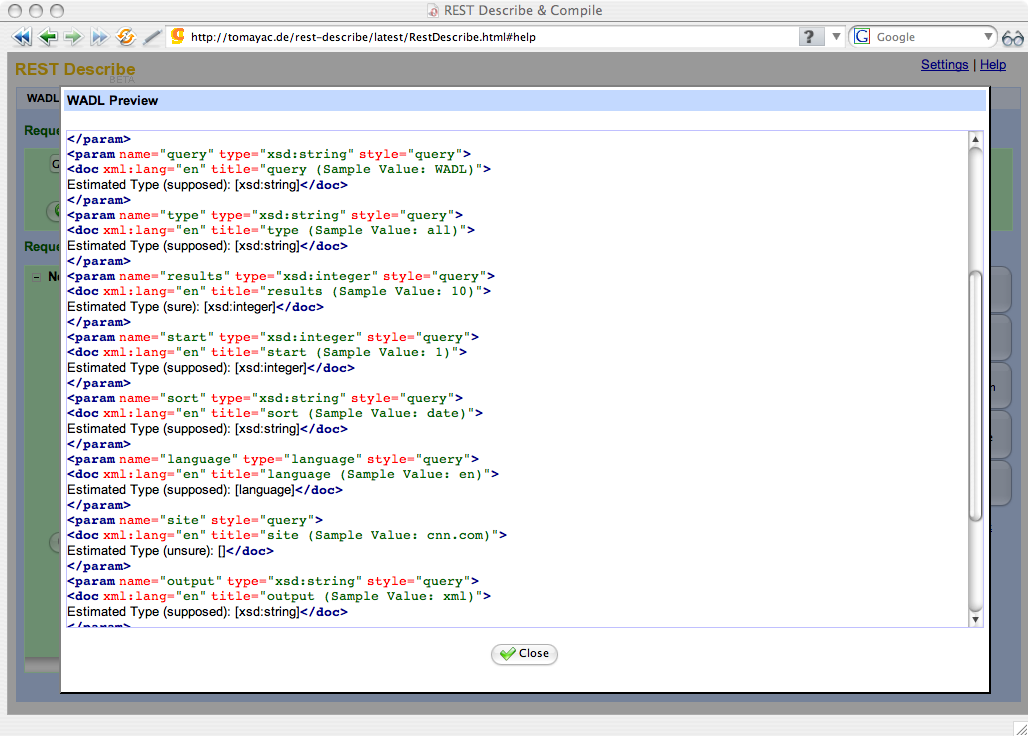 REST Describe & Compile
http://tomayac.de/rest-describe/latest/RestDescribe.html#help
?
G Google
REST Describe
BETA
Settings | Help
WADL
WADL Preview
Reque
G
Reque
- N
</param>
<param name="query" type="xsd:string" style="query">
<doc xml:lang="en" title="query (Sample Value: WADL)">
Estimated Type (supposed): [xsd:string]</doc>
</param>
<param name="type" type="xsd:string" style="query">
<doc xml:lang="en" title="type (Sample Value: all)">
Estimated Type (supposed): [xsd:string]</doc>
</param>
<param name="results" type="xsd:integer" style="query">
<doc xml:lang="en" title="results (Sample Value: 10)">
Estimated Type (sure): [xsd:integer]</doc>
</param>
<param name="start" type="xsd:integer" style="query">
<doc xml:lang="en" title="start (Sample Value: 1)">
Estimated Type (supposed): [xsd:integer]</doc>
</param>
<param name="sort" type="xsd:string" style="query">
<doc xml:lang="en" title="sort (Sample Value: date)">
Estimated Type (supposed): [xsd:string]</doc>
</param>
<param name="language" type="language" style="query">
<doc xml:lang="en" title="language (Sample Value: en)">
Estimated Type (supposed): [language]</doc>
</param>
<param name="site" style="query">
<doc xml:lang="en" title="site (Sample Value: cnn.com)">
Estimated Type (unsure): []</doc>
</param>
<param name="output" type="xsd:string" style="query">
<doc xml:lang="en" title="output (Sample Value: xml)">
Estimated Type (supposed): [xsd:string]</doc>
</param>
Close